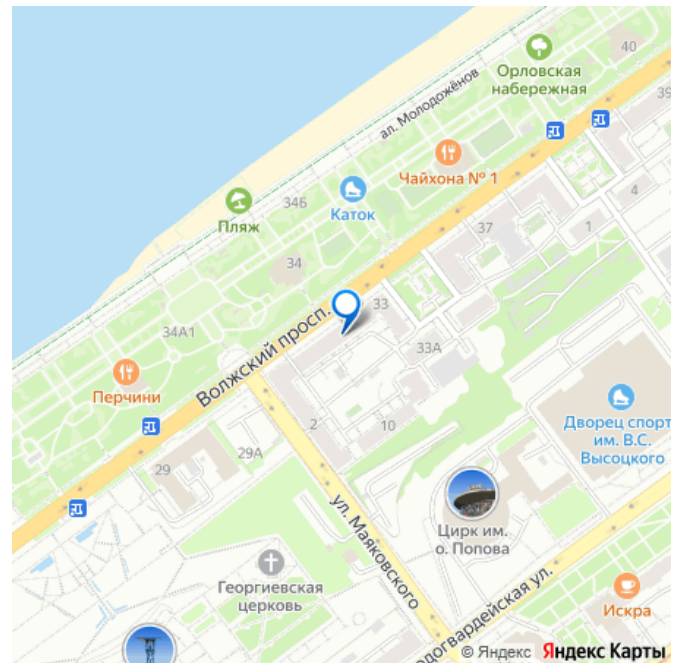 40
Орловская
набережная
39
ал. Молодожёнов
Чайхона № 1
4
34Б
Каток
Пляж
37
1
34
33
Волжский просп.
34А1
33А
Перчини
2
10
Дворец спорт
им. В.С.
Высоцкого
29А
29
ул. Маяковского
Цирк им.
о. Попова
Георгиевская
церковь
одогвардейская ул.
Искра
© Яндекс Яндекс Карты